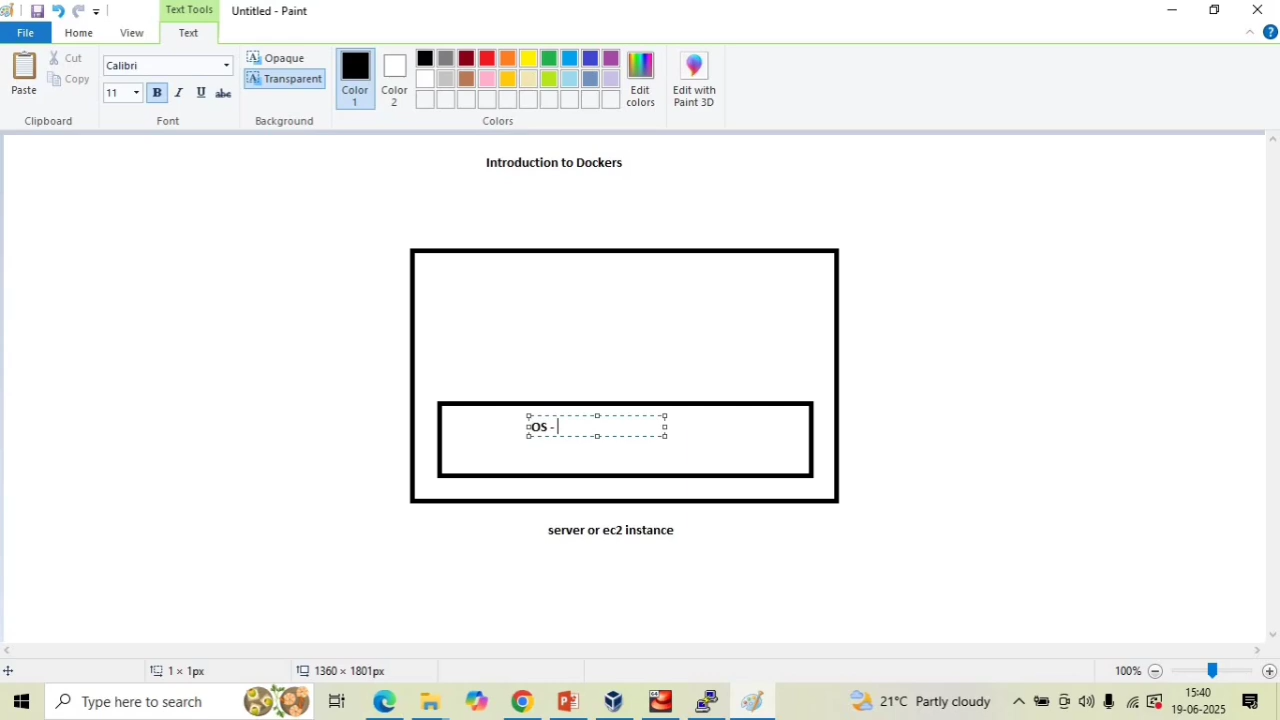 Text Tools
Untitled - Paint
File
Home
View
Text
Paste
Cut
Copy
Clipboard
Calibri
11
B
I
U
abc
Font
Opaque
Transparent
Background
Color 1
Color 2
Colors
Edit colors
Edit with Paint 3D
Introduction to Dockers
OS -
server or ec2 instance
1 × 1px
1360 × 1801px
100%
Type here to search
21°C Partly cloudy
15:40
19-06-2025